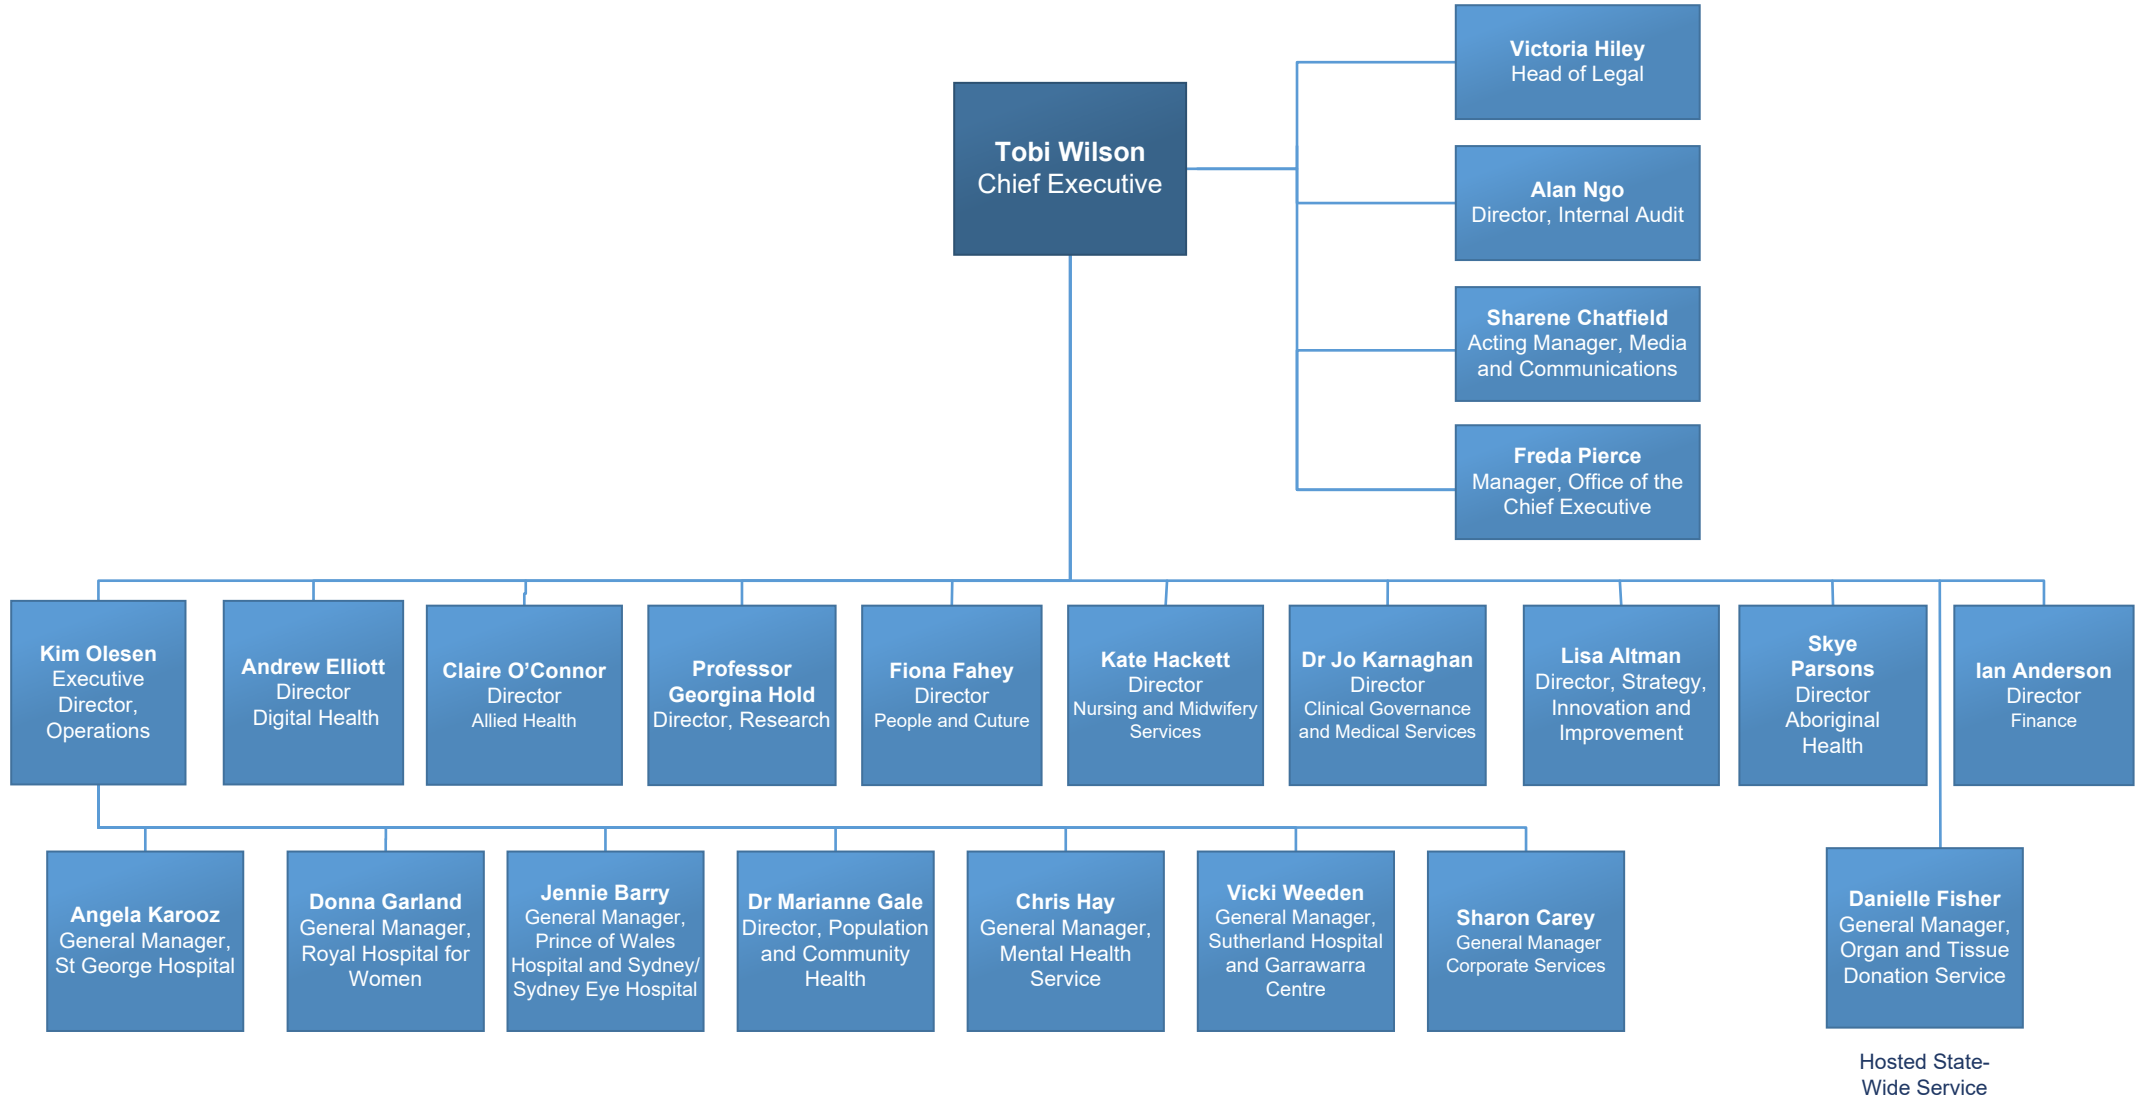 Victoria Hiley
Head of Legal
Tobi Wilson
Chief Executive
Alan Ngo
Director, Internal Audit
Sharene Chatfield
Acting Manager, Media
and Communications
Freda Pierce
Manager, Office of the
Chief Executive
Kim Olesen
Executive
Director,
Operations
Andrew Elliott
Director
Digital Health
Claire O’Connor
Director
Allied Health
Professor
Georgina Hold
Director, Research
Fiona Fahey
Director
People and Cuture
Kate Hackett
Director
Nursing and Midwifery
Services
Dr Jo Karnaghan
Director
Clinical Governance
and Medical Services
Lisa Altman
Director, Strategy,
Innovation and
Improvement
Skye
Parsons
Director
Aboriginal
Health
Ian Anderson
Director
Finance
Angela Karooz
General Manager,
St George Hospital
Donna Garland
General Manager,
Royal Hospital for
Women
Jennie Barry
General Manager,
Prince of Wales
Hospital and Sydney/
Sydney Eye Hospital
Dr Marianne Gale
Director, Population
and Community
Health
Chris Hay
General Manager,
Mental Health
Service
Vicki Weeden
General Manager,
Sutherland Hospital
and Garrawarra
Centre
Sharon Carey
General Manager
Corporate Services
Danielle Fisher
General Manager,
Organ and Tissue
Donation Service
Hosted State-
Wide Service